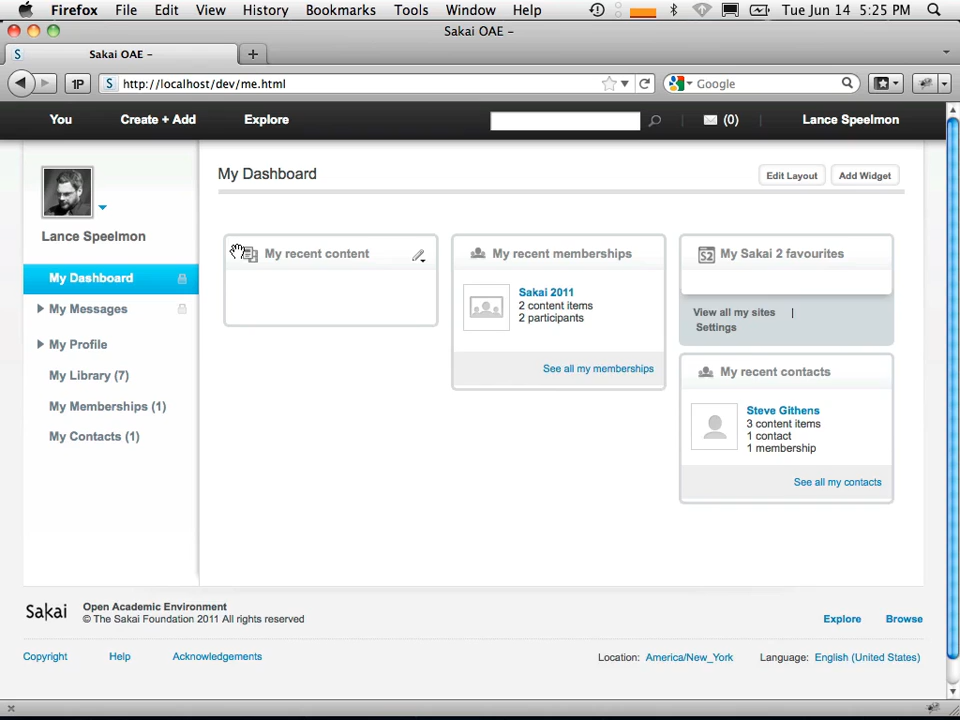 Firefox File Edit View History Bookmarks Tools Window Help Tue Jun 14 5:25 PM
Sakai OAE –
S Sakai OAE – +
1P S http://localhost/dev/me.html Google
You Create + Add Explore (0) Lance Speelmon
My Dashboard Edit Layout Add Widget
Lance Speelmon
My Dashboard
My Messages
My Profile
My Library (7)
My Memberships (1)
My Contacts (1)
My recent content
My recent memberships
Sakai 2011
2 content items
2 participants
See all my memberships
S2 My Sakai 2 favourites
View all my sites |
Settings
My recent contacts
Steve Githens
3 content items
1 contact
1 membership
See all my contacts
Sakai Open Academic Environment
© The Sakai Foundation 2011 All rights reserved
Explore Browse
Copyright Help Acknowledgements Location: America/New_York Language: English (United States)